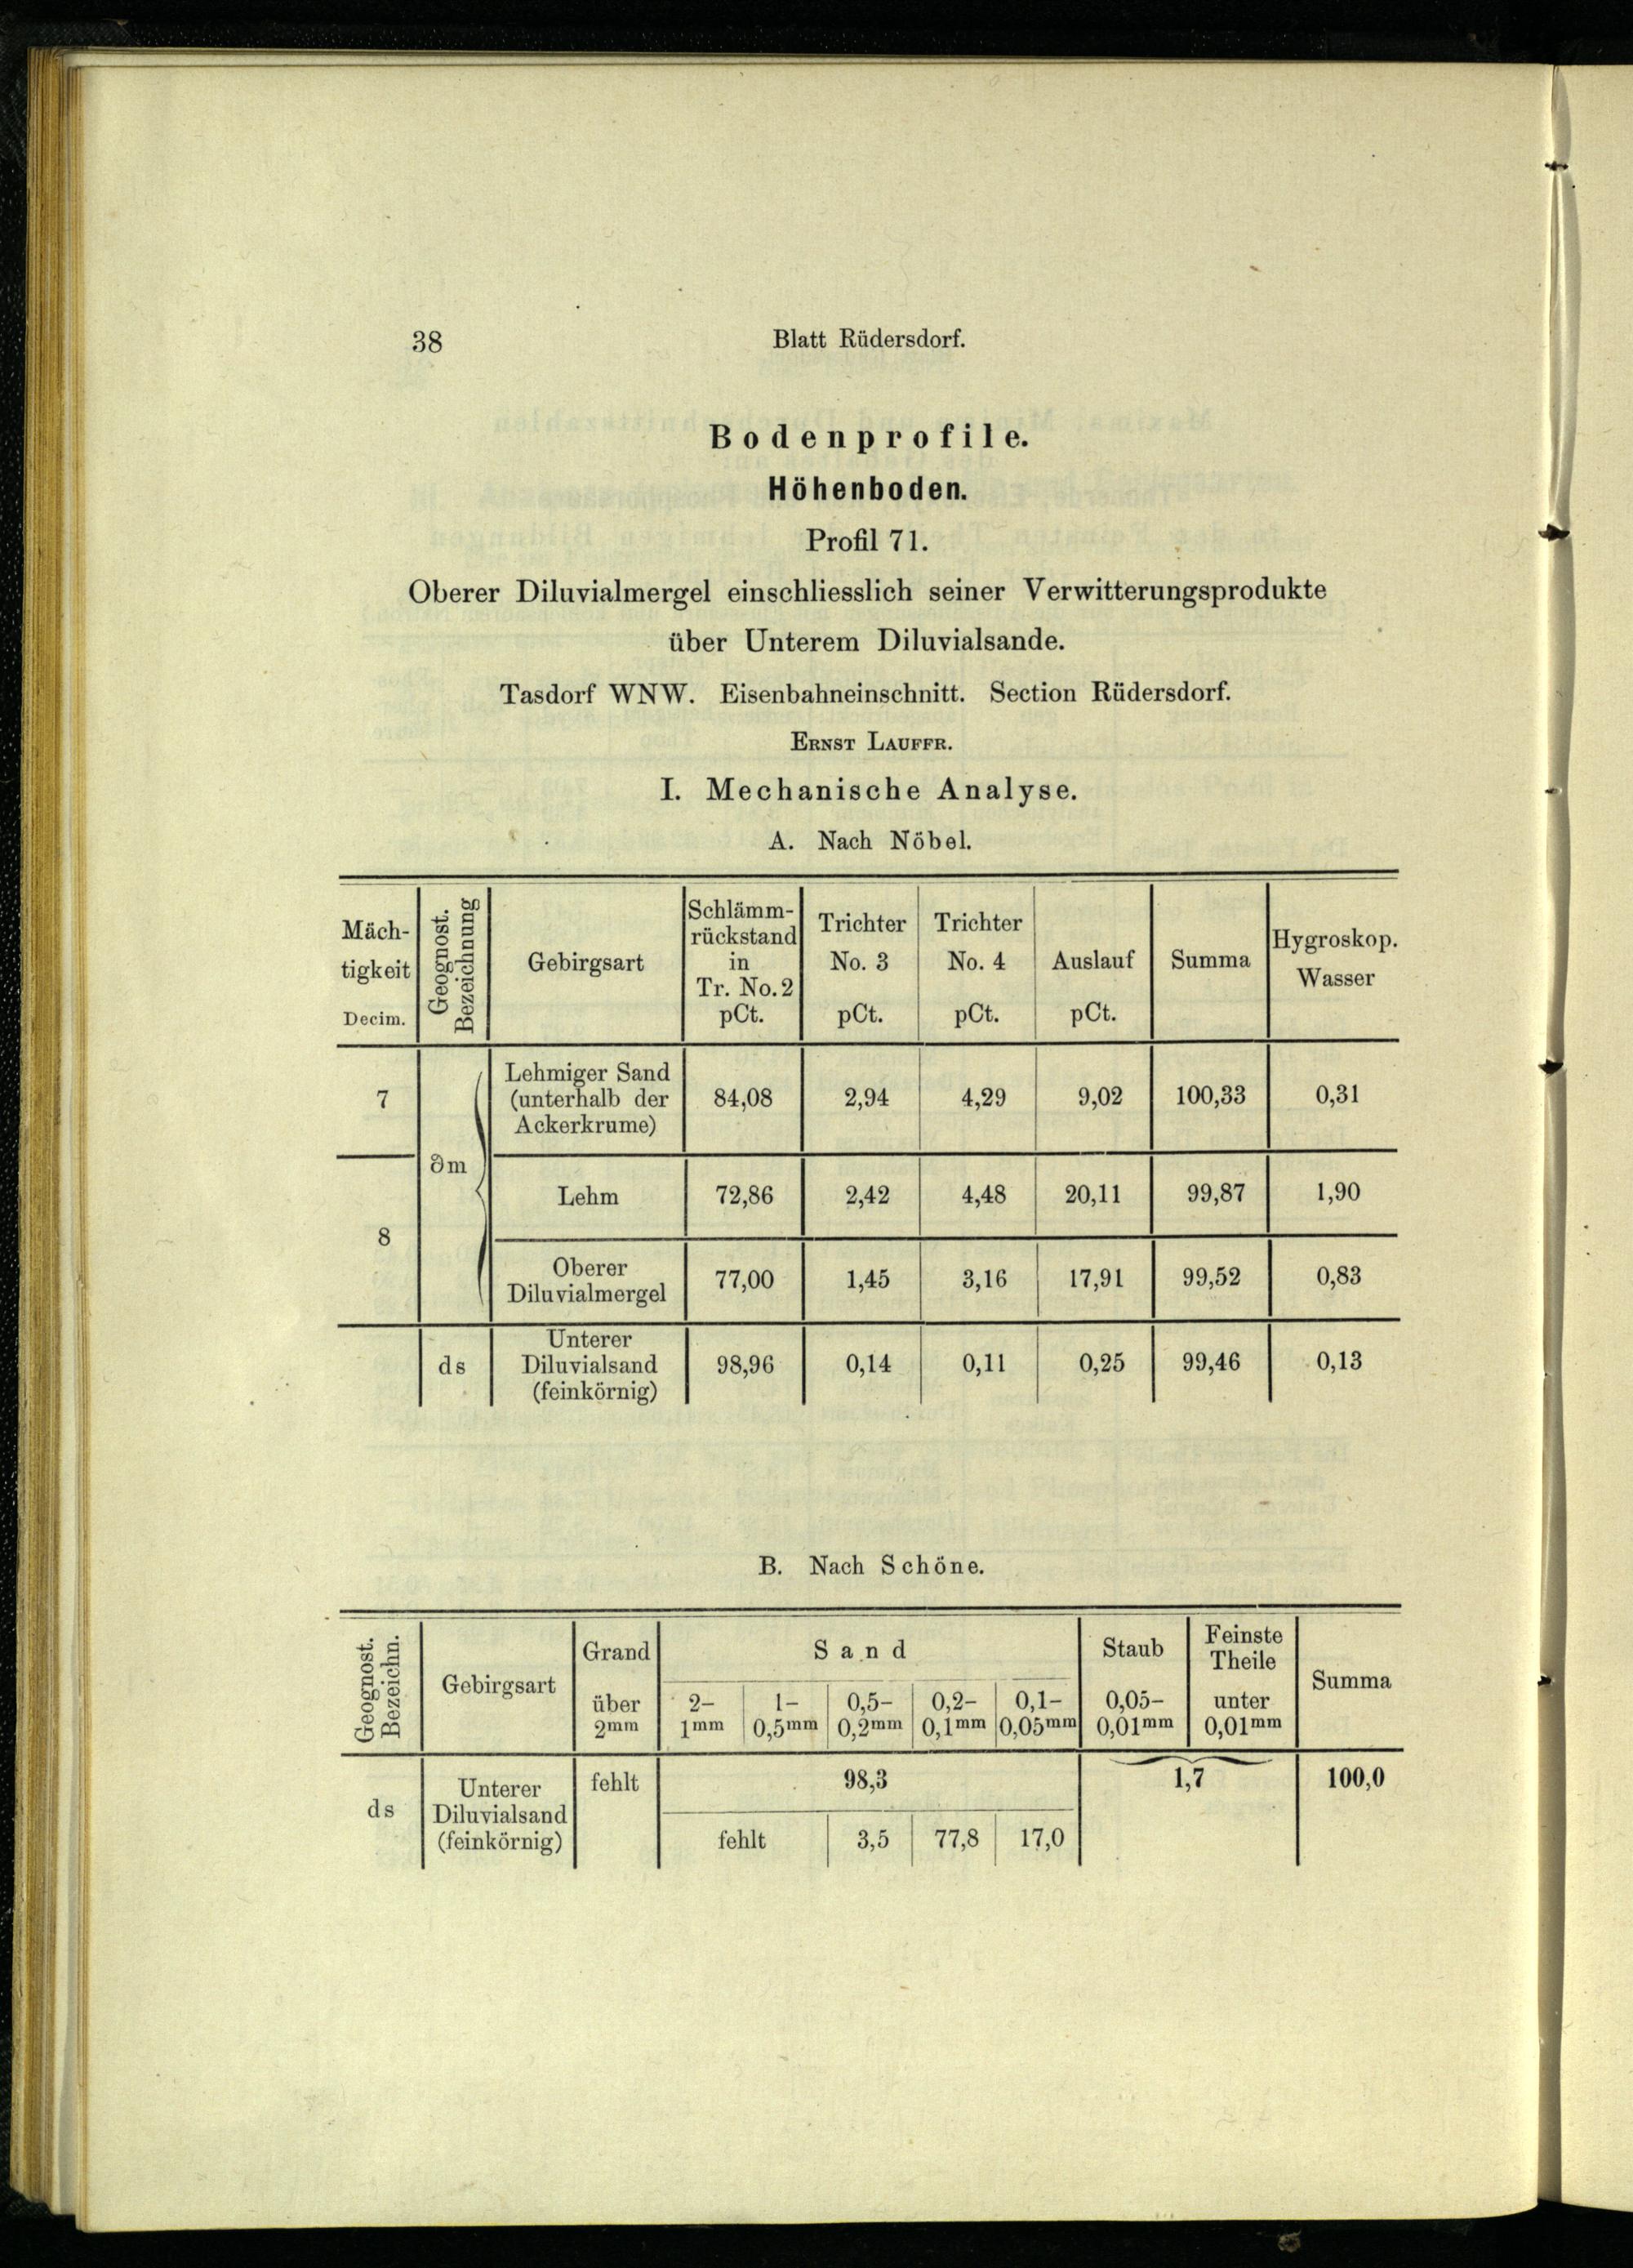 38
Blatt Rüdersdorf.
Bodenprofile.
Höhenboden.
Profil 71.
Oberer Diluvialmergel einschliesslich seiner Verwitterungsprodukte
über Unterem Diluvialsande.
Tasdorf WNW. Eisenbahneinschnitt. Section Rüdersdorf.
ERNST LAUFFR.
I. Mechanische Analyse.
A. Nach Nöbel.
Mäch-
tigkeit
Decim.
Geognost.
Bezeichnung
Gebirgsart
Schlämm-
rückstand
in
Tr. No. 2
pCt.
Trichter
No. 3
pCt.
Trichter
No. 4
pCt.
Auslauf
pCt.
Summa
Hygroskop.
Wasser
7
∂m
Lehmiger Sand
(unterhalb der
Ackerkrume)
84,08 2,94 4,29 9,02 100,33 0,31
8
Lehm 72,86 2,42 4,48 20,11 99,87 1,90
Oberer
Diluvialmergel
77,00 1,45 3,16 17,91 99,52 0,83
ds
Unterer
Diluvialsand
(feinkörnig)
98,96 0,14 0,11 0,25 99,46 0,13
B. Nach Schöne.
Geognost.
Bezeichn.
Gebirgsart
Grand
über
2mm
Sand
2-
1mm
1-
0,5mm
0,5-
0,2mm
0,2-
0,1mm
0,1-
0,05mm
Staub
0,05-
0,01mm
Feinste
Theile
unter
0,01mm
Summa
ds
Unterer
Diluvialsand
(feinkörnig)
fehlt 98,3 1,7 100,0
fehlt 3,5 77,8 17,0